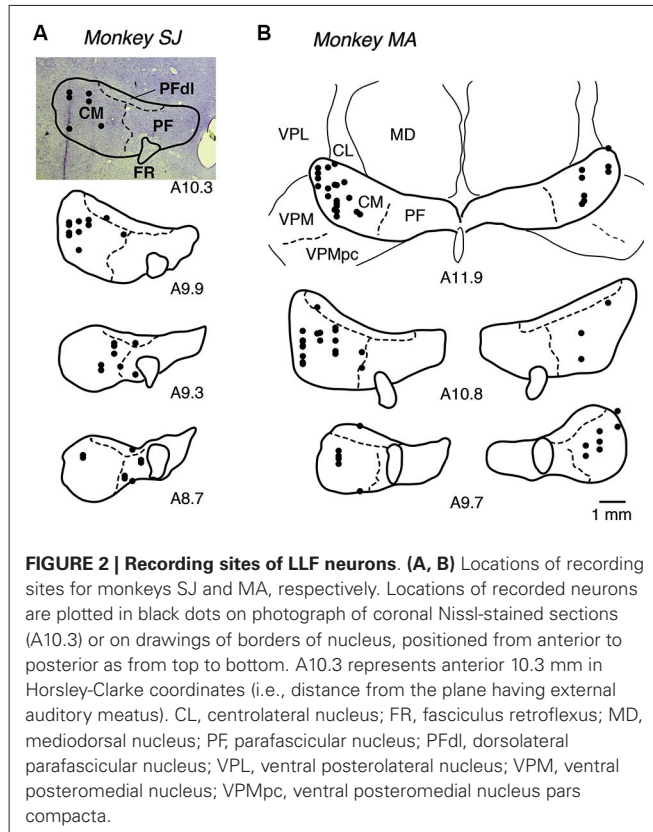 A Monkey SJ
B Monkey MA
PFdl
CM
PF
FR
A10.3
A9.9
A9.3
A8.7
VPL
CL
MD
VPM
CM
PF
VPMpc
A11.9
A10.8
A9.7
1 mm
FIGURE 2 | Recording sites of LLF neurons. (A, B) Locations of recording
sites for monkeys SJ and MA, respectively. Locations of recorded neurons
are plotted in black dots on photograph of coronal Nissl-stained sections
(A10.3) or on drawings of borders of nucleus, positioned from anterior to
posterior as from top to bottom. A10.3 represents anterior 10.3 mm in
Horsley-Clarke coordinates (i.e., distance from the plane having external
auditory meatus). CL, centrolateral nucleus; FR, fasciculus retroflexus; MD,
mediodorsal nucleus; PF, parafascicular nucleus; PFdl, dorsolateral
parafascicular nucleus; VPL, ventral posterolateral nucleus; VPM, ventral
posteromedial nucleus; VPMpc, ventral posteromedial nucleus pars
compacta.